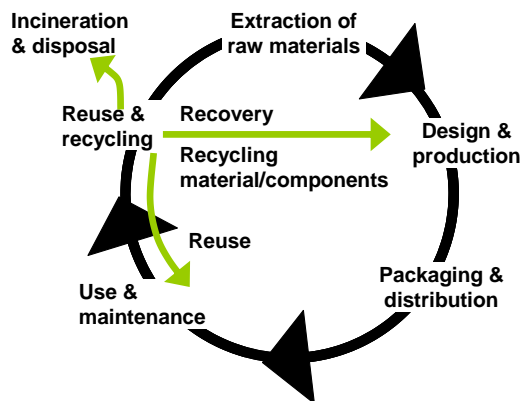 Incineration
& disposal
Extraction of
raw materials
Reuse &
recycling
Recovery
Recycling
material/components
Design &
production
Reuse
Packaging &
distribution
Use &
maintenance